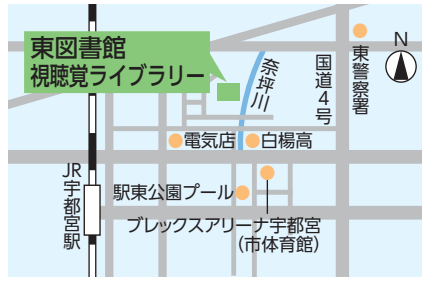 東図書館
視聴覚ライブラリー
奈坪川
国道4号
東警察署
N
電気店
白楊高
JR宇都宮駅
駅東公園プール
ブレックスアリーナ宇都宮
(市体育館)